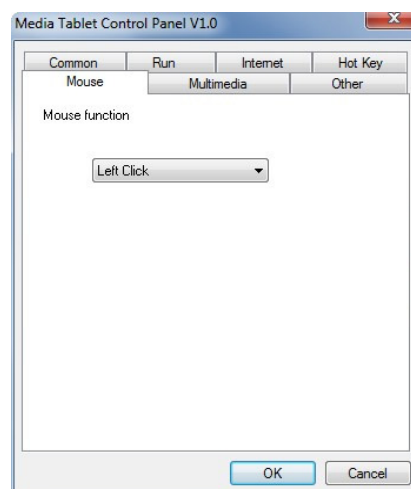 Media Tablet Control Panel V1.0
Common Run Internet Hot Key
Mouse Multimedia Other
Mouse function
Left Click
OK Cancel